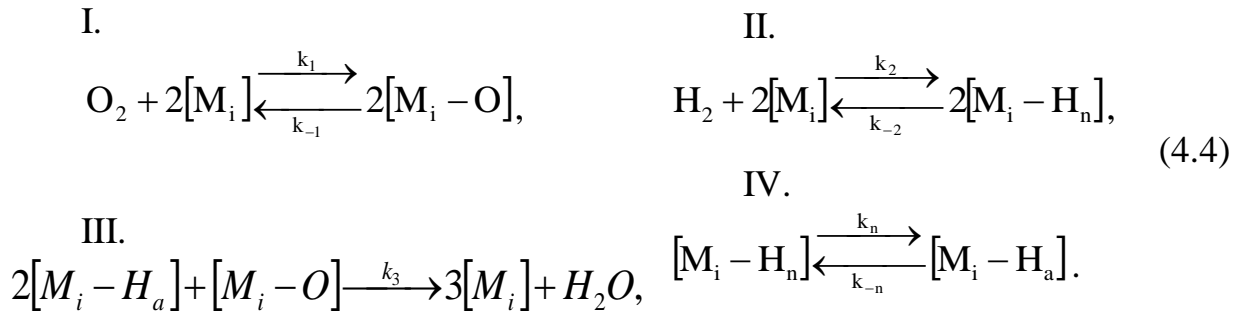 I. II.
O₂ + 2[Mᵢ] ⇄ 2[Mᵢ − O], k₁ k₋₁ H₂ + 2[Mᵢ] ⇄ 2[Mᵢ − Hₙ], k₂ k₋₂
(4.4)
III. IV.
2[Mᵢ − Hₐ] + [Mᵢ − O] —k₃→ 3[Mᵢ] + H₂O, [Mᵢ − Hₙ] ⇄ [Mᵢ − Hₐ]. kₙ k₋ₙ